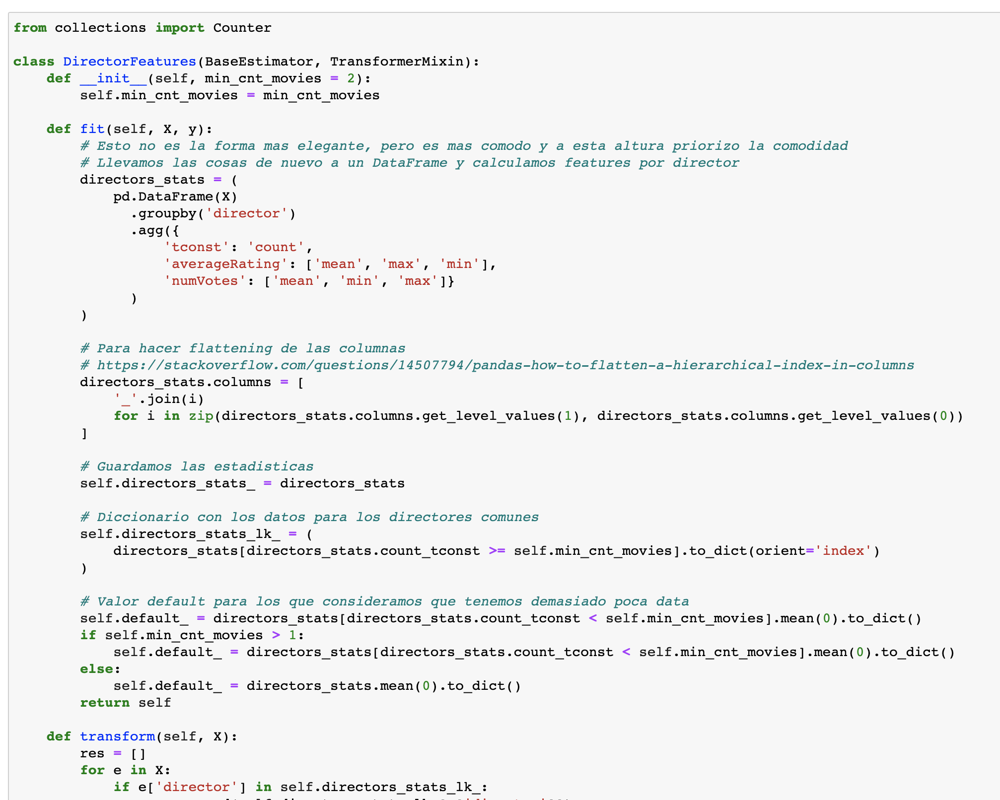 from collections import Counter
class DirectorFeatures(BaseEstimator, TransformerMixin):
def __init__(self, min_cnt_movies = 2):
self.min_cnt_movies = min_cnt_movies
def fit(self, X, y):
# Esto no es la forma mas elegante, pero es mas comodo y a esta altura priorizo la comodidad
# Llevamos las cosas de nuevo a un DataFrame y calculamos features por director
directors_stats = (
pd.DataFrame(X)
.groupby('director')
.agg({
'tconst': 'count',
'averageRating': ['mean', 'max', 'min'],
'numVotes': ['mean', 'min', 'max']}
)
)
# Para hacer flattening de las columnas
# https://stackoverflow.com/questions/14507794/pandas-how-to-flatten-a-hierarchical-index-in-columns
directors_stats.columns = [
'_'.join(i)
for i in zip(directors_stats.columns.get_level_values(1), directors_stats.columns.get_level_values(0))
]
# Guardamos las estadisticas
self.directors_stats_ = directors_stats
# Diccionario con los datos para los directores comunes
self.directors_stats_lk_ = (
directors_stats[directors_stats.count_tconst >= self.min_cnt_movies].to_dict(orient='index')
)
# Valor default para los que consideramos que tenemos demasiado poca data
self.default_ = directors_stats[directors_stats.count_tconst < self.min_cnt_movies].mean(0).to_dict()
if self.min_cnt_movies > 1:
self.default_ = directors_stats[directors_stats.count_tconst < self.min_cnt_movies].mean(0).to_dict()
else:
self.default_ = directors_stats.mean(0).to_dict()
return self
def transform(self, X):
res = []
for e in X:
if e['director'] in self.directors_stats_lk_: